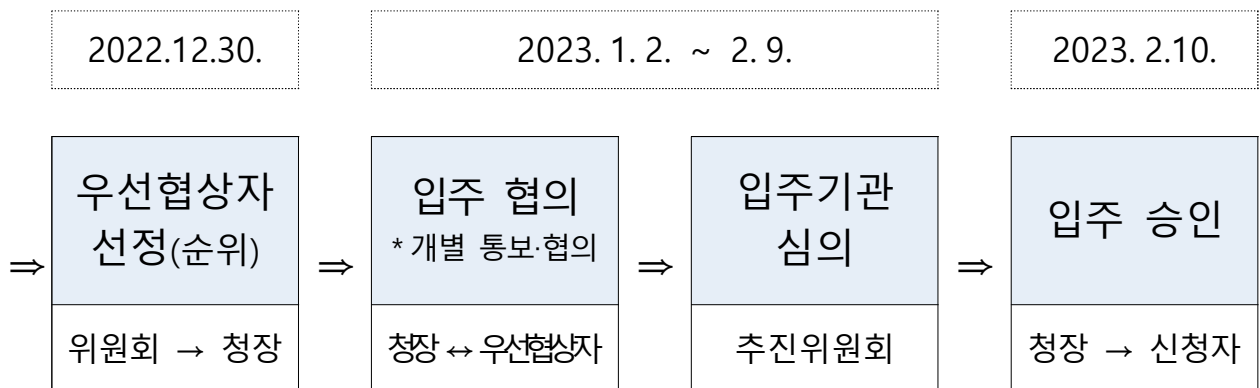 2022.12.30.
2023. 1. 2. ~ 2. 9.
2023. 2.10.
⇒
우선협상자
선정(순위)
위원회 → 청장
⇒
입주 협의
* 개별 통보·협의
청장 ↔ 우선협상자
⇒
입주기관
심의
추진위원회
⇒
입주 승인
청장 → 신청자